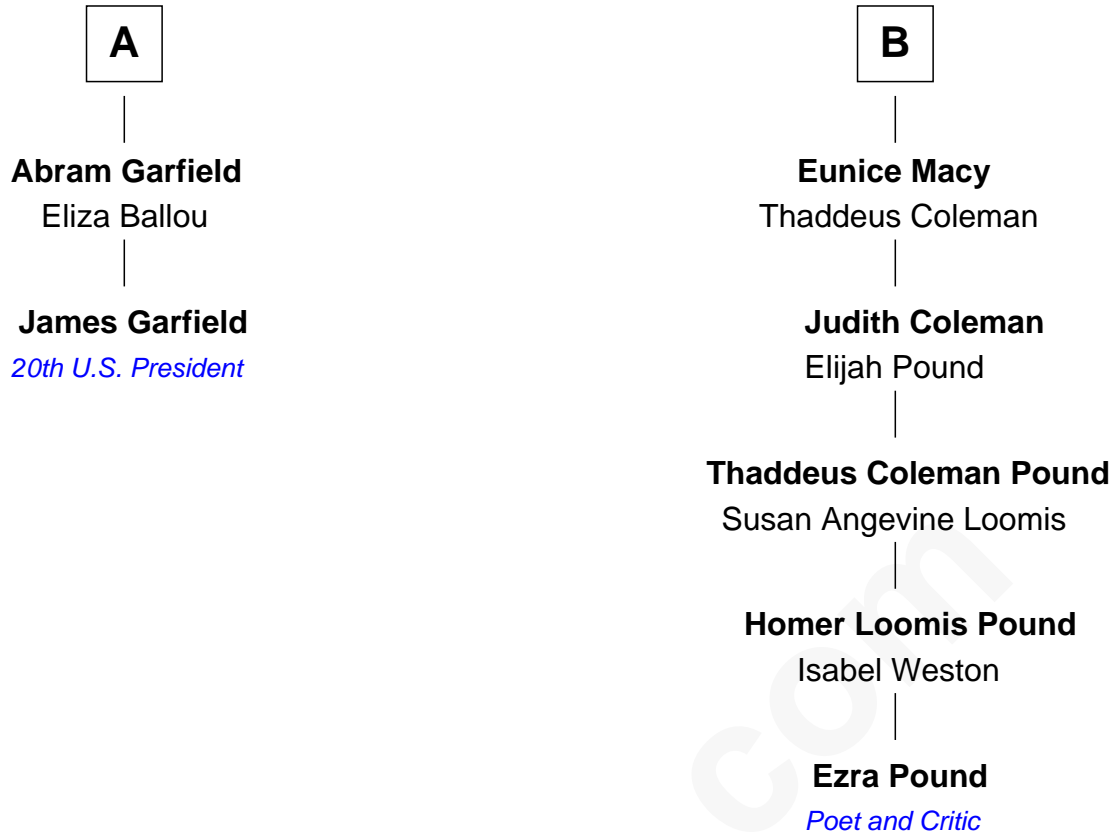 A
Abram Garfield
Eliza Ballou
James Garfield
20th U.S. President
B
Eunice Macy
Thaddeus Coleman
Judith Coleman
Elijah Pound
Thaddeus Coleman Pound
Susan Angevine Loomis
Homer Loomis Pound
Isabel Weston
Ezra Pound
Poet and Critic
com